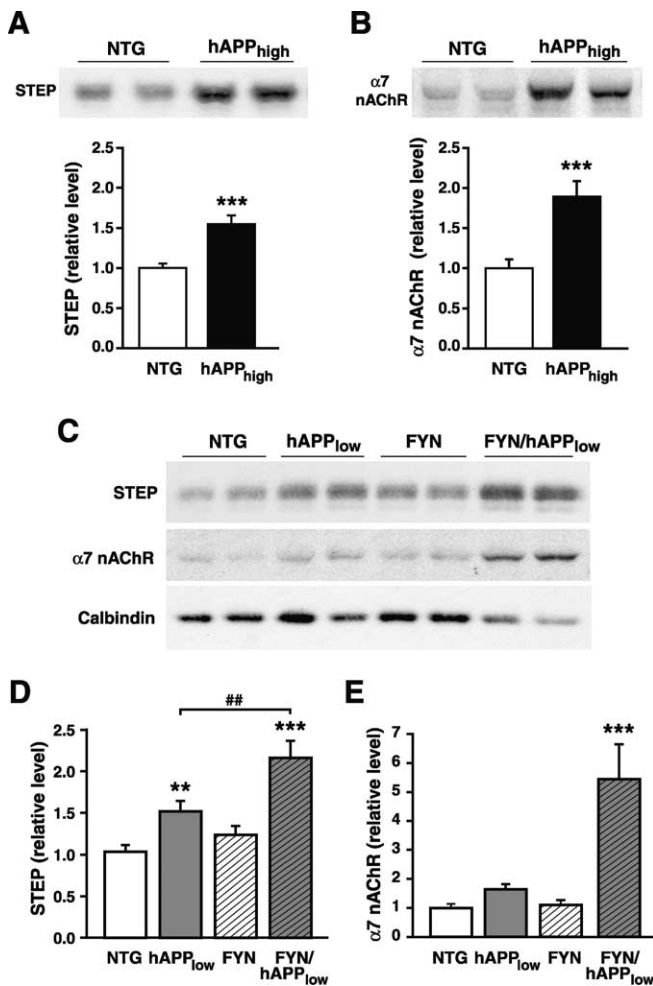 A
NTG hAPPhigh
STEP
STEP (relative level)
2.5
2.0
1.5
1.0
0.5
0.0
***
NTG hAPPhigh
B
NTG hAPPhigh
α7
nAChR
α7 nAChR (relative level)
2.5
2.0
1.5
1.0
0.5
0.0
***
NTG hAPPhigh
C
NTG hAPPlow FYN FYN/hAPPlow
STEP
α7 nAChR
Calbindin
D
STEP (relative level)
2.5
2.0
1.5
1.0
0.5
0.0
##
**
***
NTG hAPPlow FYN FYN/
hAPPlow
E
α7 nAChR (relative level)
7
6
5
4
3
2
1
0
***
NTG hAPPlow FYN FYN/
hAPPlow